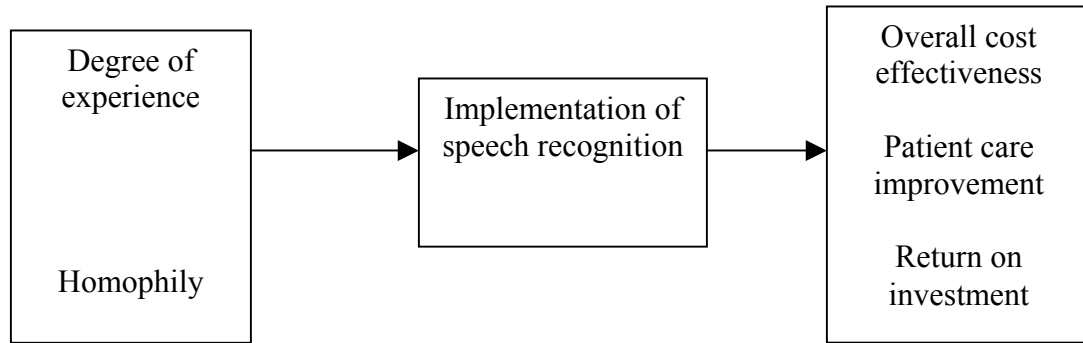 Degree of
experience
Homophily
Implementation of
speech recognition
Overall cost
effectiveness
Patient care
improvement
Return on
investment